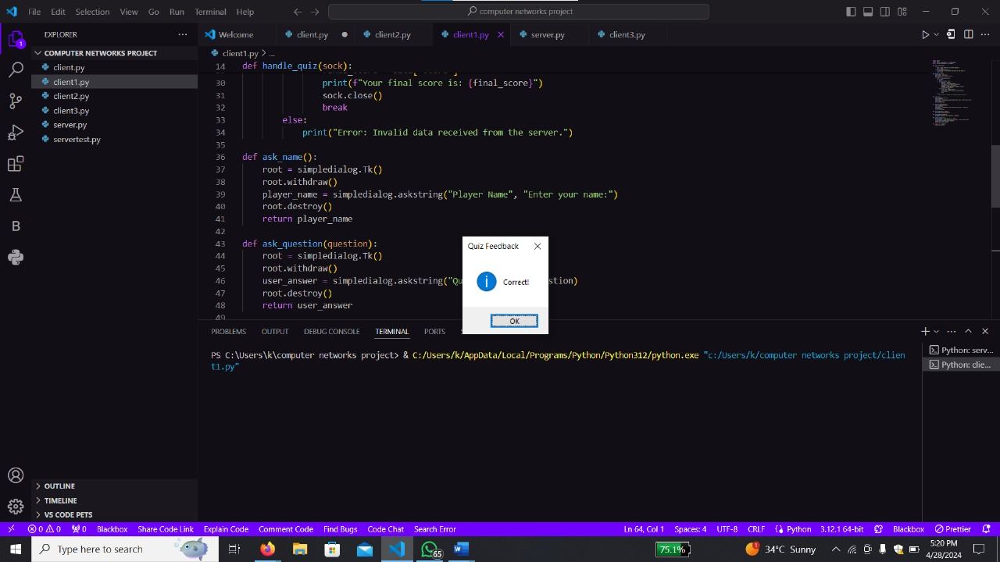 File Edit Selection View Go Run Terminal Help
computer networks project
EXPLORER
Welcome client.py client2.py client1.py server.py client3.py
COMPUTER NETWORKS PROJECT
client.py
client1.py
client2.py
client3.py
server.py
servertest.py
OUTLINE
TIMELINE
VS CODE PETS
1
B
client1.py > ...
14 def handle_quiz(sock):
30 print(f"Your final score is: {final_score}")
31 sock.close()
32 break
33 else:
34 print("Error: Invalid data received from the server.")
35
36 def ask_name():
37 root = simpledialog.Tk()
38 root.withdraw()
39 player_name = simpledialog.askstring("Player Name", "Enter your name:")
40 root.destroy()
41 return player_name
42
43 def ask_question(question):
44 root = simpledialog.Tk()
45 root.withdraw()
46 user_answer = simpledialog.askstring("Qu stion)
47 root.destroy()
48 return user_answer
49
Quiz Feedback
Correct!
OK
PROBLEMS OUTPUT DEBUG CONSOLE TERMINAL PORTS
PS C:\Users\k\computer networks project> & C:/Users/k/AppData/Local/Programs/Python/Python312/python.exe "c:/Users/k/computer networks project/clien
t1.py"
Python: serv...
Python: clie...
0 0 0 Blackbox Share Code Link Explain Code Comment Code Find Bugs Code Chat Search Error Ln 64, Col 1 Spaces: 4 UTF-8 CRLF Python 3.12.1 64-bit Blackbox Prettier
Type here to search
65
75.1%
34°C Sunny
5:20 PM
4/28/2024